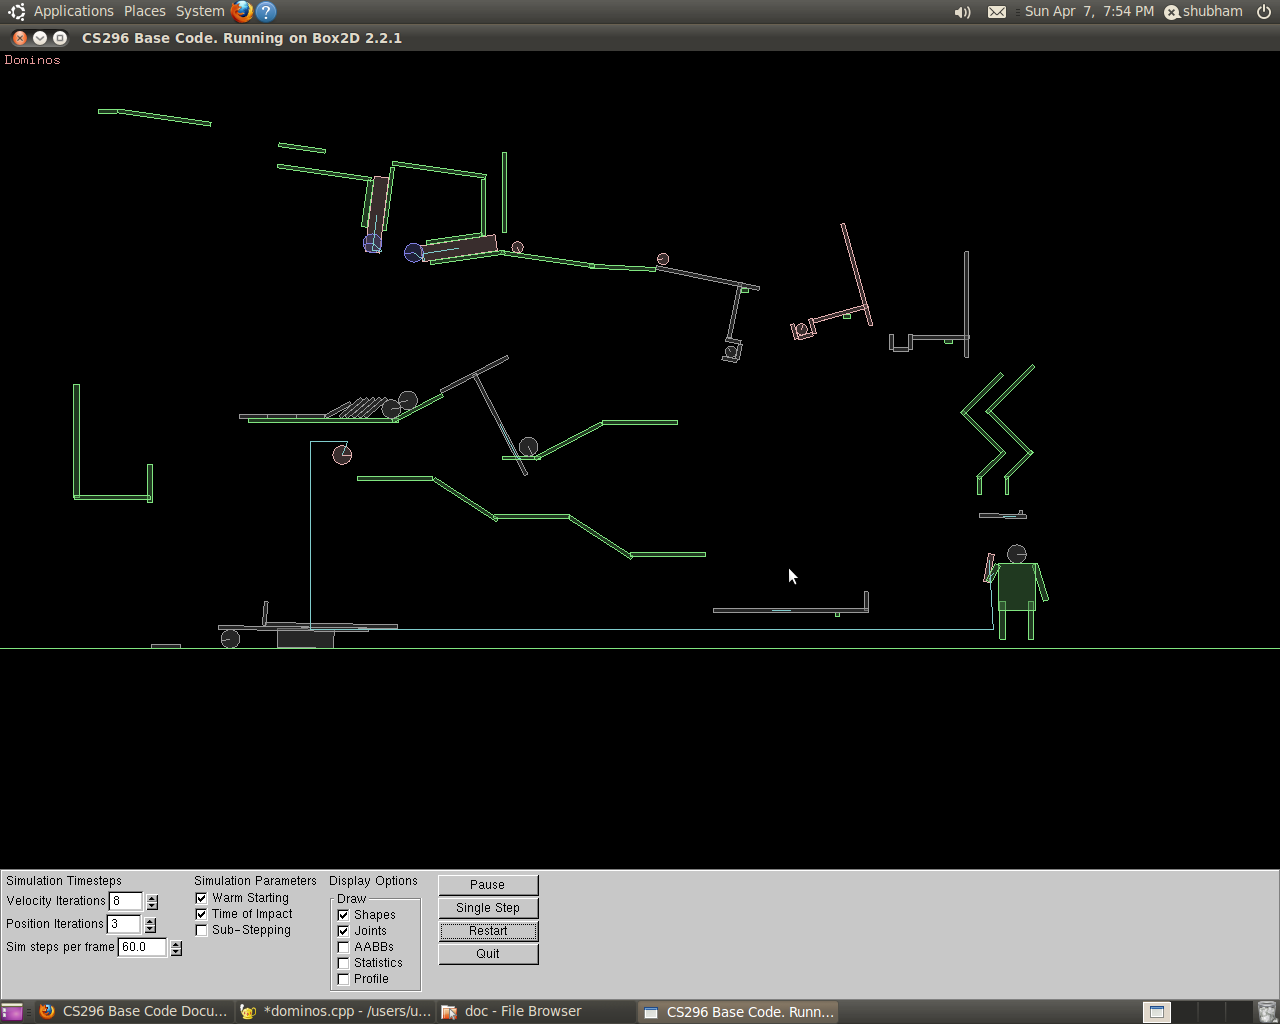 Applications Places System
Sun Apr 7, 7:54 PM shubham
CS296 Base Code. Running on Box2D 2.2.1
Dominos
Simulation Timesteps
Velocity Iterations 8
Position Iterations 3
Sim steps per frame 60.0
Simulation Parameters
Warm Starting
Time of Impact
Sub-Stepping
Display Options
Draw
Shapes
Joints
AABBs
Statistics
Profile
Pause
Single Step
Restart
Quit
CS296 Base Code Docu...
*dominos.cpp - /users/u...
doc - File Browser
CS296 Base Code. Runn...